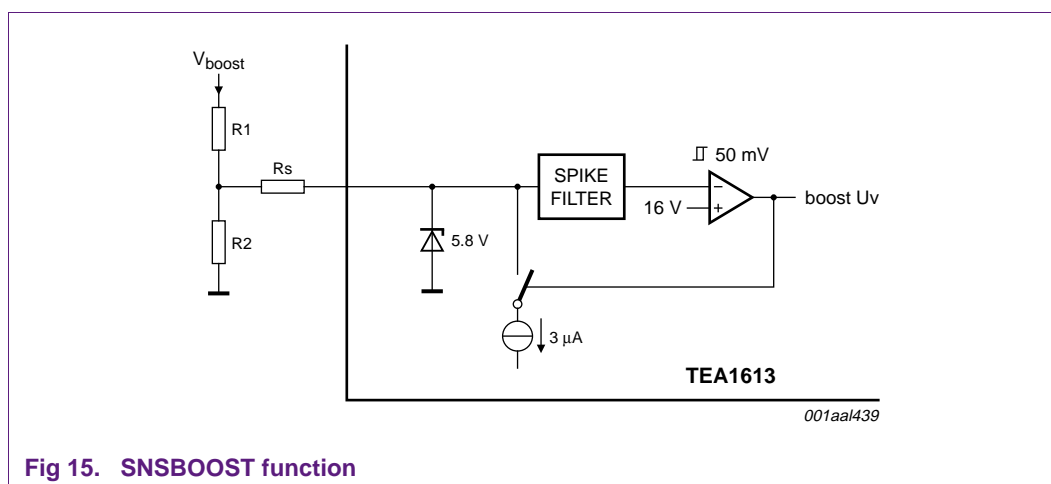 Vboost
R1
Rs
R2
5.8 V
SPIKE
FILTER
50 mV
16 V
boost Uv
3 μA
TEA1613
001aal439
Fig 15. SNSBOOST function